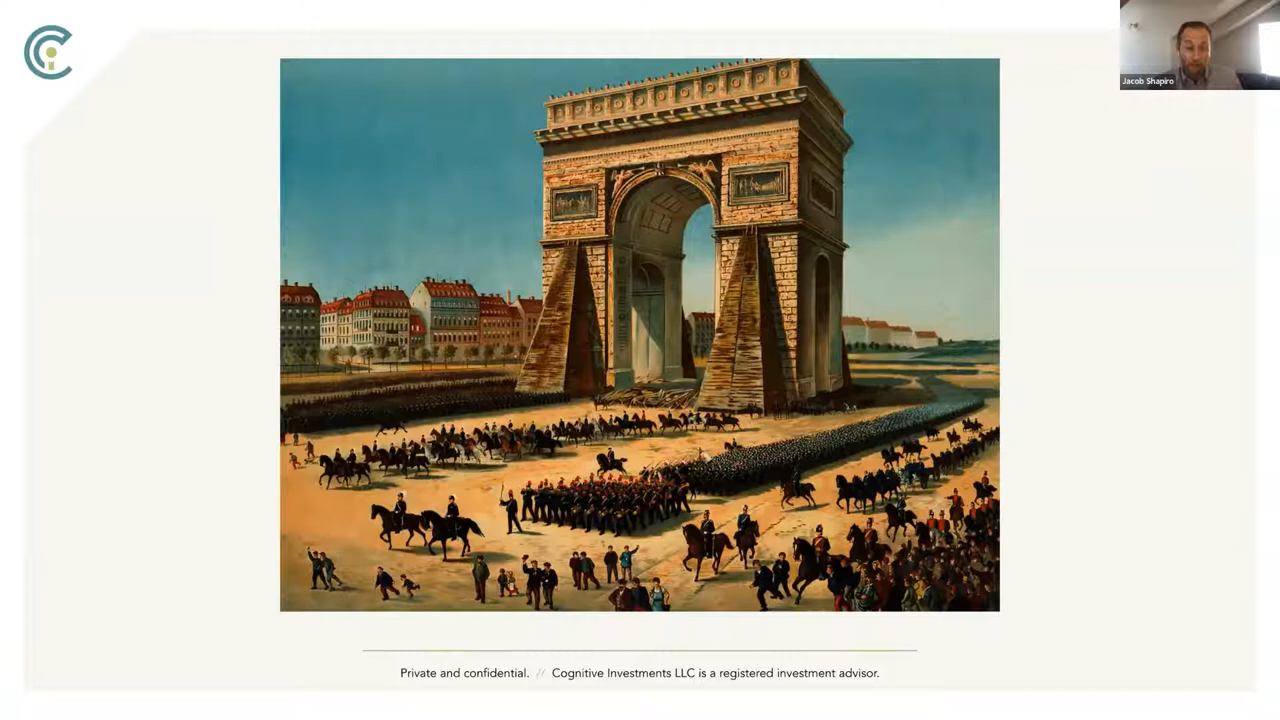 Jacob Shapiro
Private and confidential. // Cognitive Investments LLC is a registered investment advisor.